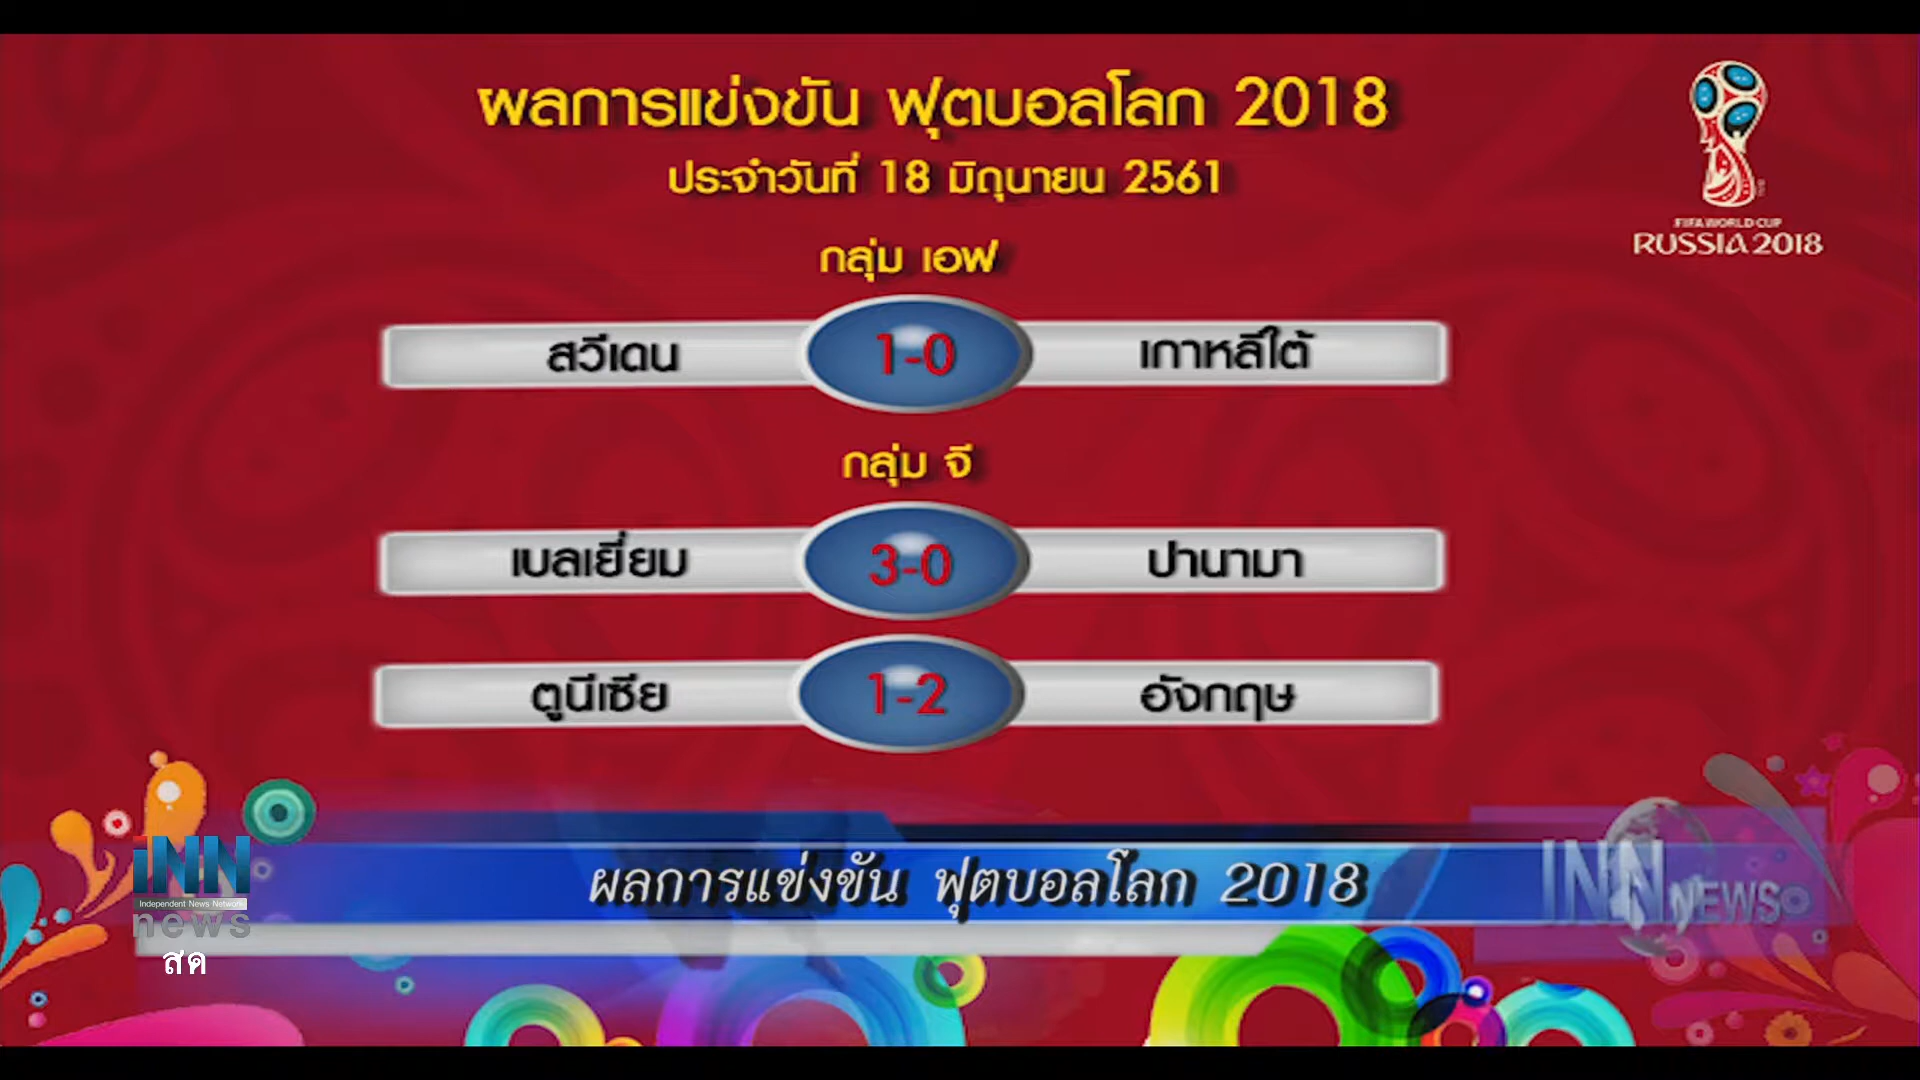 ผลการแข่งขัน ฟุตบอลโลก 2018
ประจำวันที่ 18 มิถุนายน 2561
FIFA WORLD CUP
RUSSIA 2018
กลุ่ม เอฟ
สวีเดน 1-0 เกาหลีใต้
กลุ่ม จี
เบลเยี่ยม 3-0 ปานามา
ตูนีเซีย 1-2 อังกฤษ
iNN
Independent News Network
news
สด
ผลการแข่งขัน ฟุตบอลโลก 2018
INN NEWS